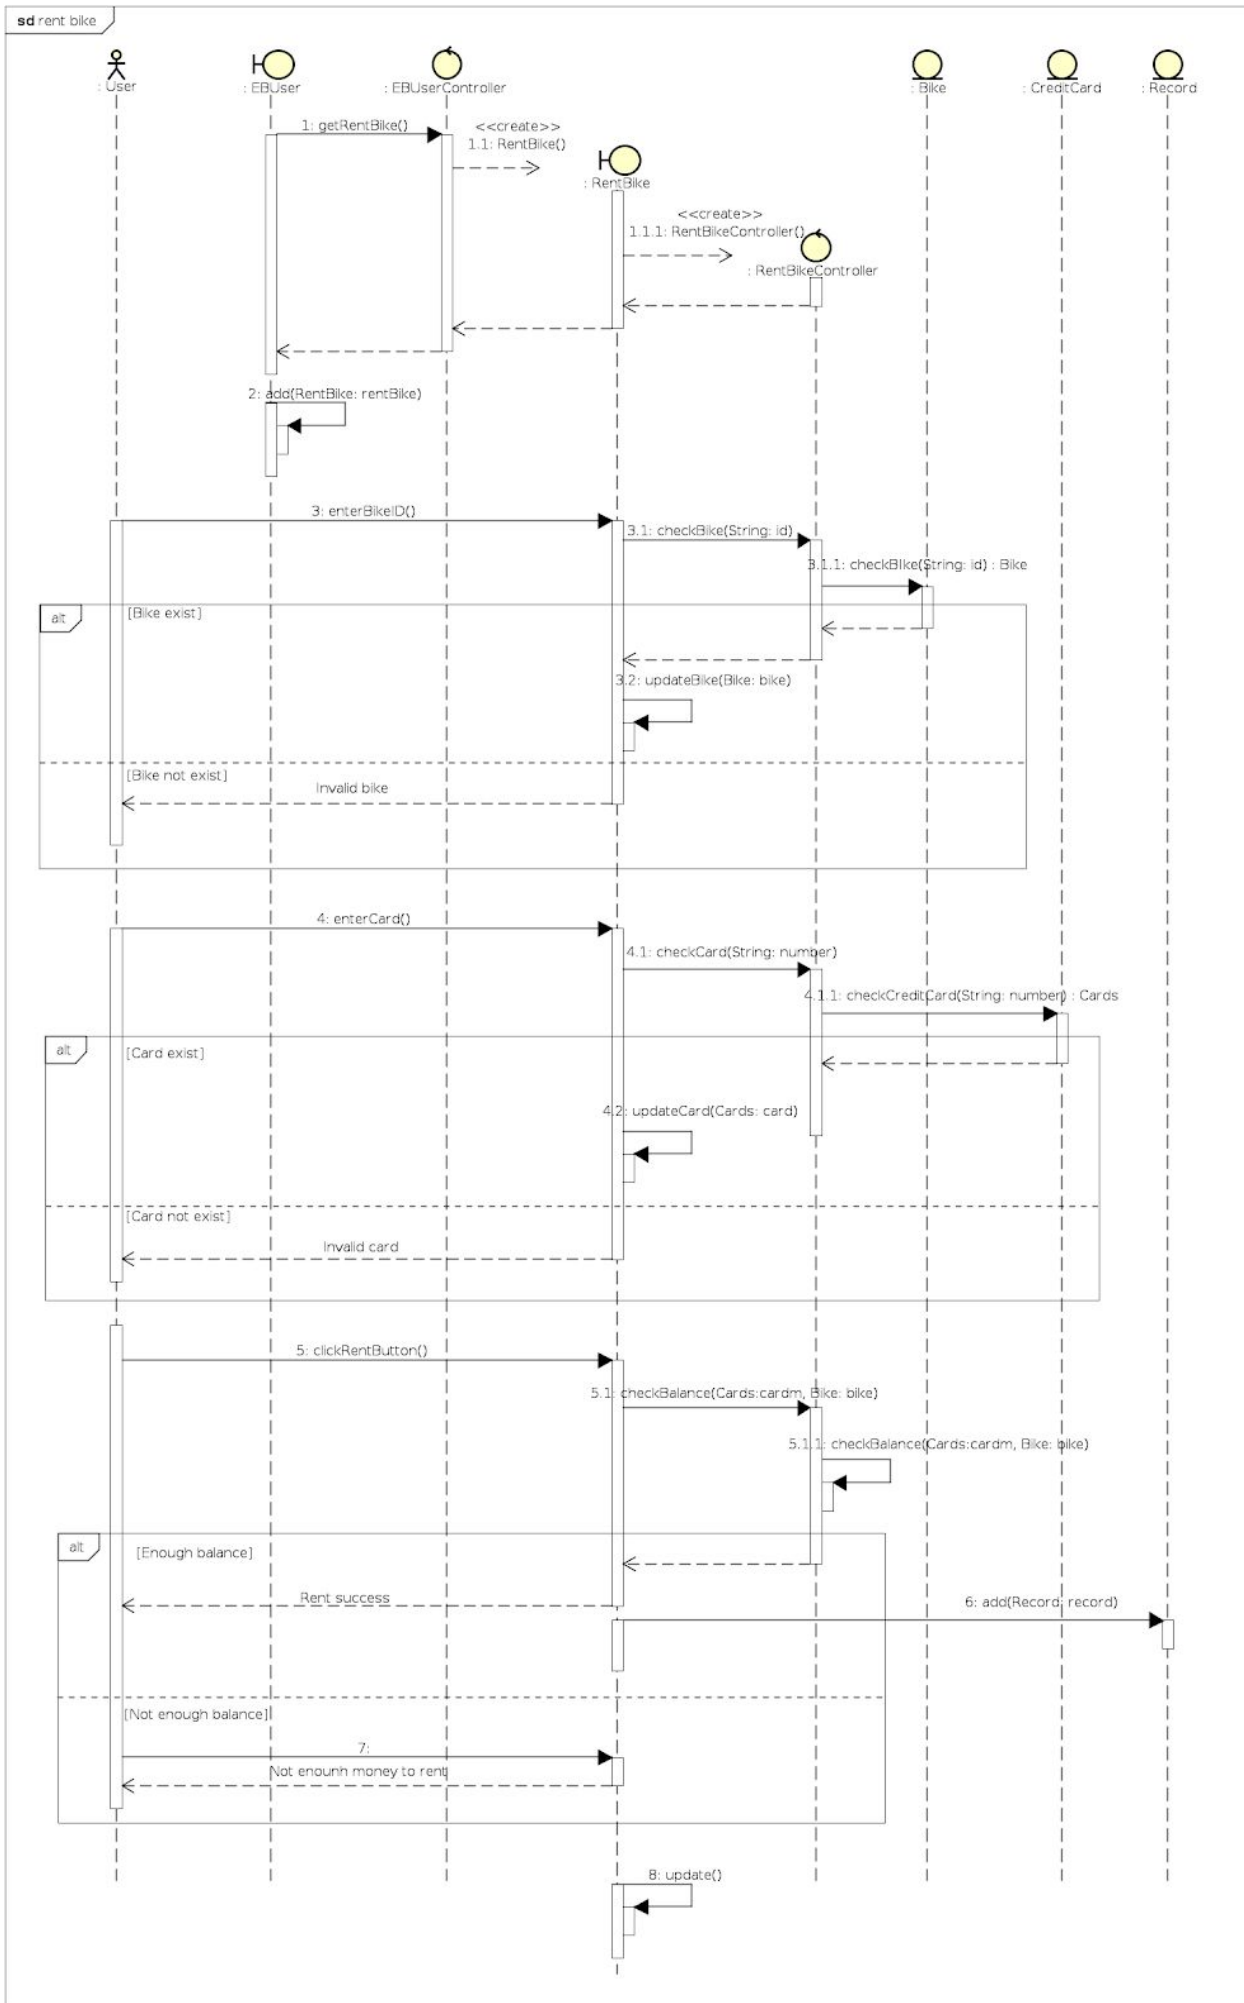 sd rent bike
: User
: EBUser
: EBUserController
: Bike
: CreditCard
: Record
1: getRentBike()
<<create>>
1.1: RentBike()
: RentBike
<<create>>
1.1.1: RentBikeController()
: RentBikeController
2: add(RentBike: rentBike)
3: enterBikeID()
3.1: checkBike(String: id)
3.1.1: checkBIke(String: id) : Bike
alt
[Bike exist]
3.2: updateBike(Bike: bike)
[Bike not exist]
Invalid bike
4: enterCard()
4.1: checkCard(String: number)
4.1.1: checkCreditCard(String: number) : Cards
alt
[Card exist]
4.2: updateCard(Cards: card)
[Card not exist]
Invalid card
5: clickRentButton()
5.1: checkBalance(Cards:cardm, Bike: bike)
5.1.1: checkBalance(Cards:cardm, Bike: bike)
alt
[Enough balance]
Rent success
6: add(Record: record)
[Not enough balance]
7:
Not enounh money to rent
8: update()